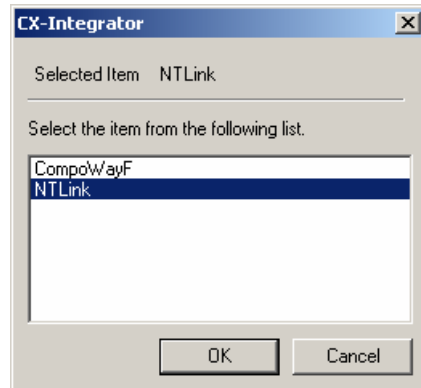 CX-Integrator
Selected Item NTLink
Select the item from the following list.
CompoWayF
NTLink
OK Cancel